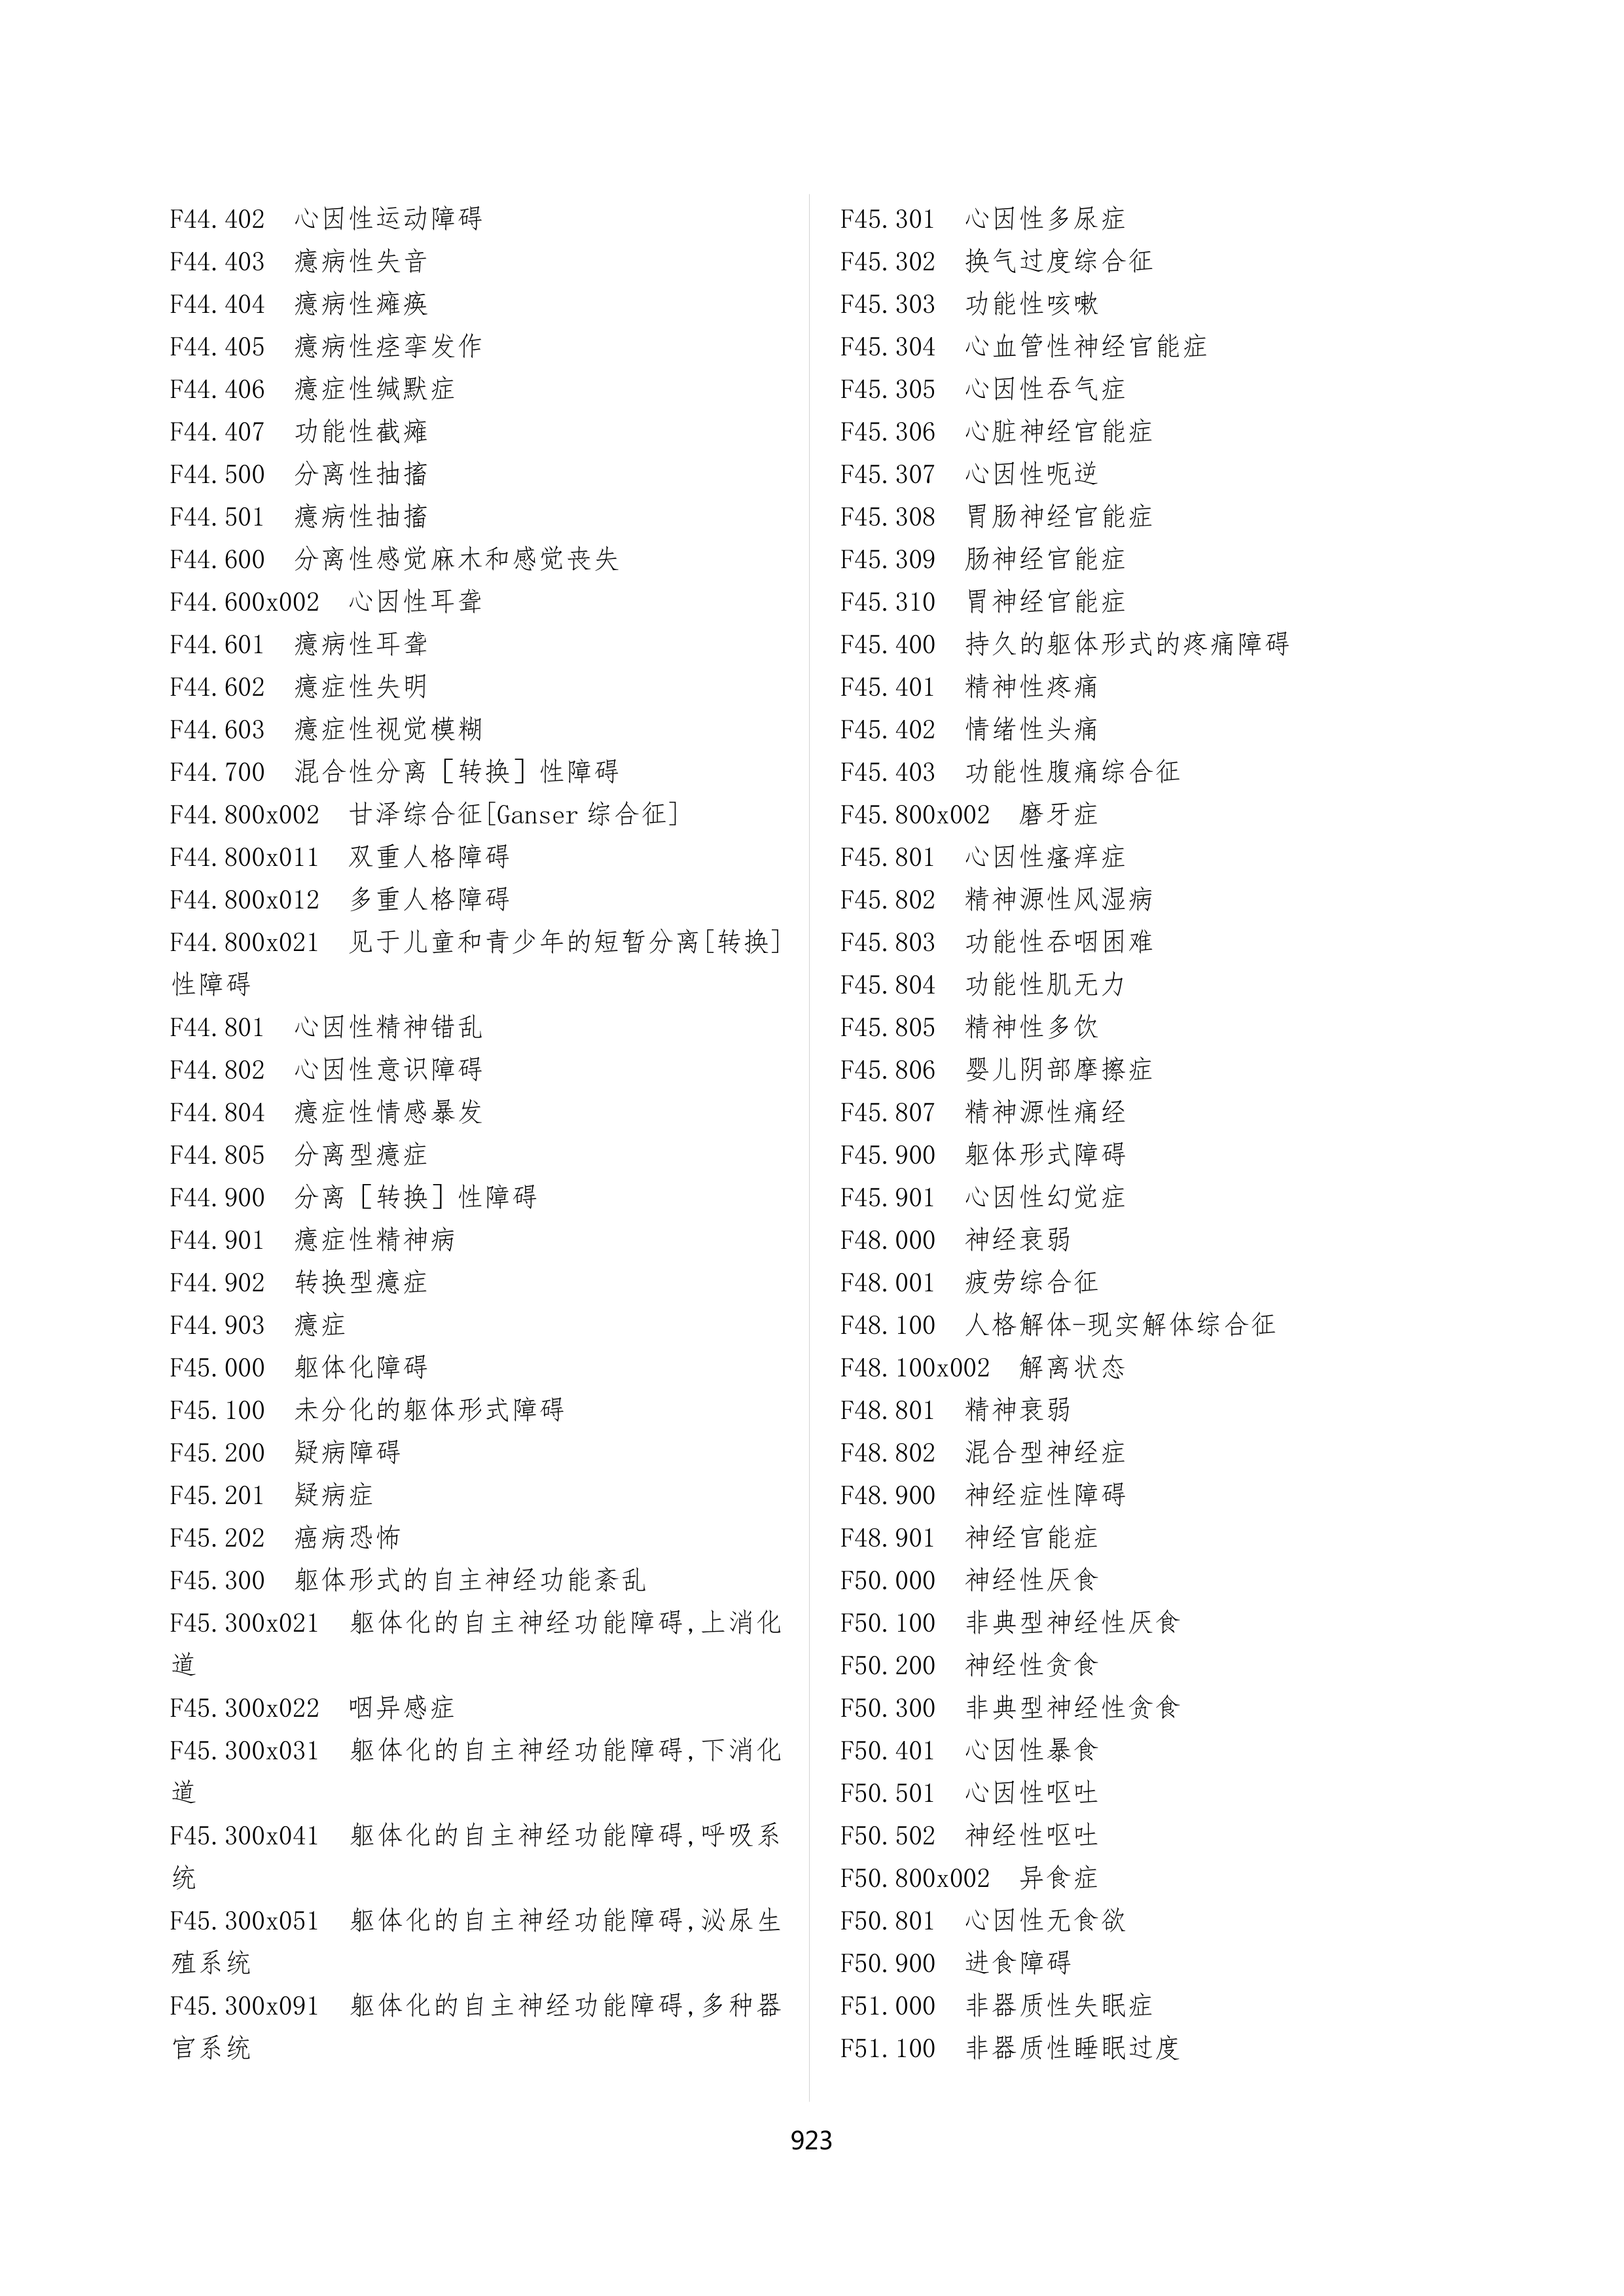 F44.402 心因性运动障碍
F44.403 癔病性失音
F44.404 癔病性瘫痪
F44.405 癔病性痉挛发作
F44.406 癔症性缄默症
F44.407 功能性截瘫
F44.500 分离性抽搐
F44.501 癔病性抽搐
F44.600 分离性感觉麻木和感觉丧失
F44.600x002 心因性耳聋
F44.601 癔病性耳聋
F44.602 癔症性失明
F44.603 癔症性视觉模糊
F44.700 混合性分离［转换］性障碍
F44.800x002 甘泽综合征[Ganser 综合征]
F44.800x011 双重人格障碍
F44.800x012 多重人格障碍
F44.800x021 见于儿童和青少年的短暂分离[转换]
性障碍
F44.801 心因性精神错乱
F44.802 心因性意识障碍
F44.804 癔症性情感暴发
F44.805 分离型癔症
F44.900 分离［转换］性障碍
F44.901 癔症性精神病
F44.902 转换型癔症
F44.903 癔症
F45.000 躯体化障碍
F45.100 未分化的躯体形式障碍
F45.200 疑病障碍
F45.201 疑病症
F45.202 癌病恐怖
F45.300 躯体形式的自主神经功能紊乱
F45.300x021 躯体化的自主神经功能障碍,上消化
道
F45.300x022 咽异感症
F45.300x031 躯体化的自主神经功能障碍,下消化
道
F45.300x041 躯体化的自主神经功能障碍,呼吸系
统
F45.300x051 躯体化的自主神经功能障碍,泌尿生
殖系统
F45.300x091 躯体化的自主神经功能障碍,多种器
官系统
F45.301 心因性多尿症
F45.302 换气过度综合征
F45.303 功能性咳嗽
F45.304 心血管性神经官能症
F45.305 心因性吞气症
F45.306 心脏神经官能症
F45.307 心因性呃逆
F45.308 胃肠神经官能症
F45.309 肠神经官能症
F45.310 胃神经官能症
F45.400 持久的躯体形式的疼痛障碍
F45.401 精神性疼痛
F45.402 情绪性头痛
F45.403 功能性腹痛综合征
F45.800x002 磨牙症
F45.801 心因性瘙痒症
F45.802 精神源性风湿病
F45.803 功能性吞咽困难
F45.804 功能性肌无力
F45.805 精神性多饮
F45.806 婴儿阴部摩擦症
F45.807 精神源性痛经
F45.900 躯体形式障碍
F45.901 心因性幻觉症
F48.000 神经衰弱
F48.001 疲劳综合征
F48.100 人格解体-现实解体综合征
F48.100x002 解离状态
F48.801 精神衰弱
F48.802 混合型神经症
F48.900 神经症性障碍
F48.901 神经官能症
F50.000 神经性厌食
F50.100 非典型神经性厌食
F50.200 神经性贪食
F50.300 非典型神经性贪食
F50.401 心因性暴食
F50.501 心因性呕吐
F50.502 神经性呕吐
F50.800x002 异食症
F50.801 心因性无食欲
F50.900 进食障碍
F51.000 非器质性失眠症
F51.100 非器质性睡眠过度
923